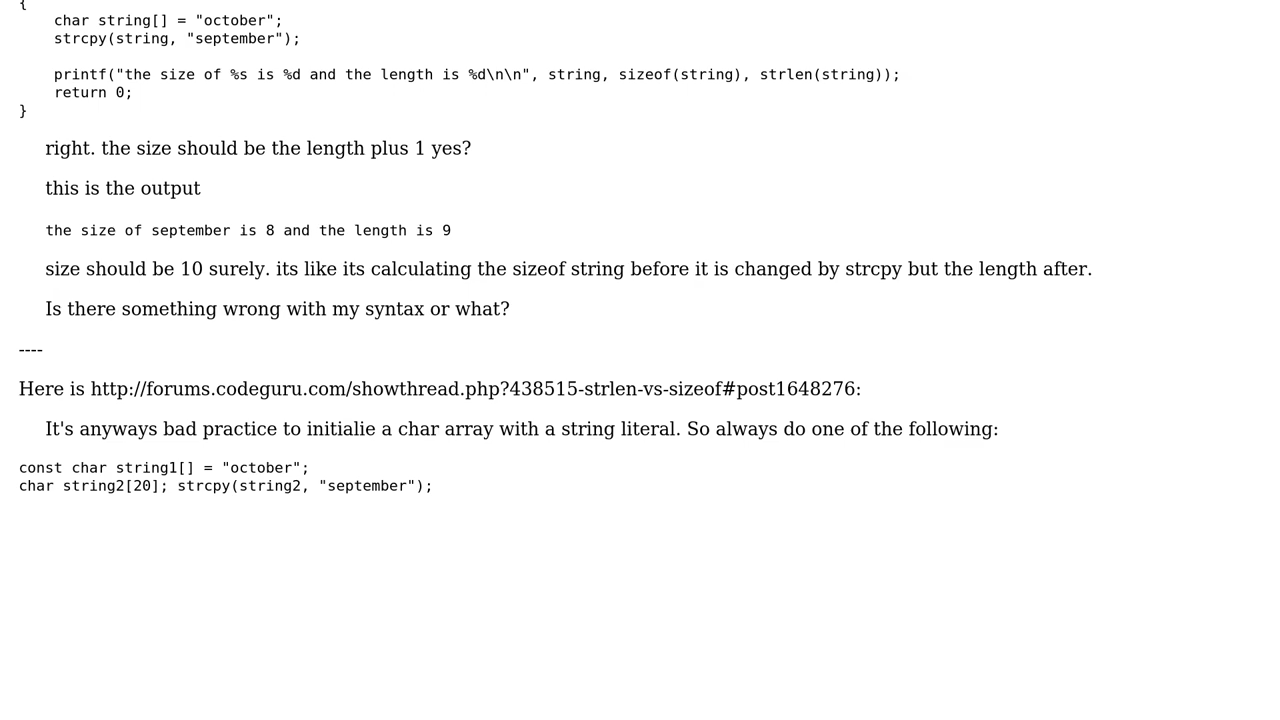 {
    char string[] = "october";
    strcpy(string, "september");
    printf("the size of %s is %d and the length is %d\n\n", string, sizeof(string), strlen(string));
    return 0;
}
right. the size should be the length plus 1 yes?
this is the output
the size of september is 8 and the length is 9
size should be 10 surely. its like its calculating the sizeof string before it is changed by strcpy but the length after.
Is there something wrong with my syntax or what?
----
Here is http://forums.codeguru.com/showthread.php?438515-strlen-vs-sizeof#post1648276:
It's anyways bad practice to initialie a char array with a string literal. So always do one of the following:
const char string1[] = "october";
char string2[20]; strcpy(string2, "september");